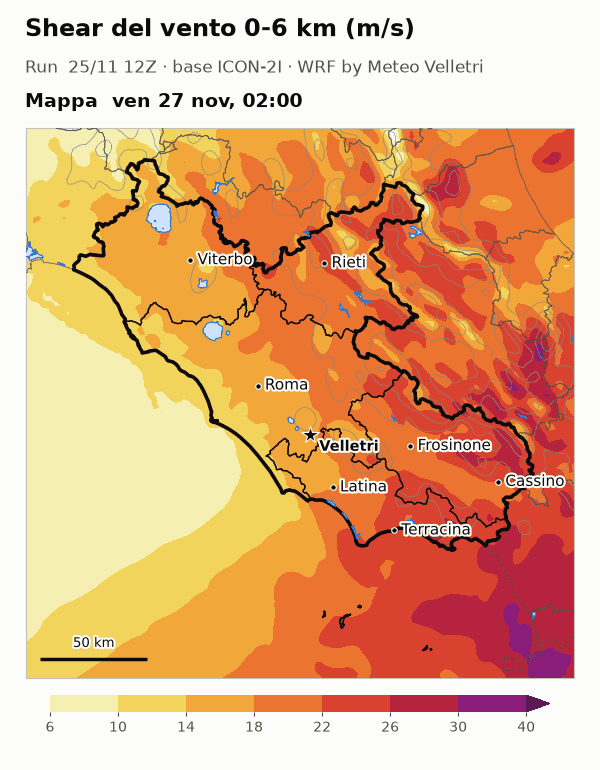 Shear del vento 0-6 km (m/s)
Run  25/11 12Z · base ICON-2I · WRF by Meteo Velletri
Mappa  ven 27 nov, 02:00
Viterbo
Rieti
Roma
Velletri
Frosinone
Cassino
Latina
Terracina
50 km
6 10 14 18 22 26 30 40